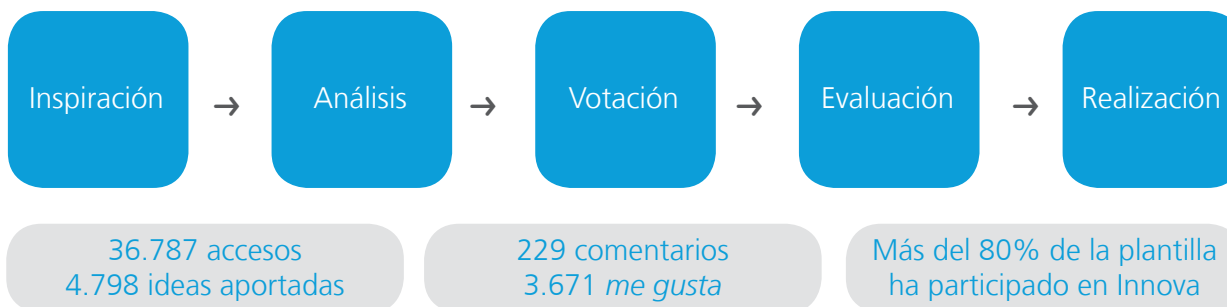 Inspiración → Análisis → Votación → Evaluación → Realización
36.787 accesos
4.798 ideas aportadas
229 comentarios
3.671 me gusta
Más del 80% de la plantilla
ha participado en Innova